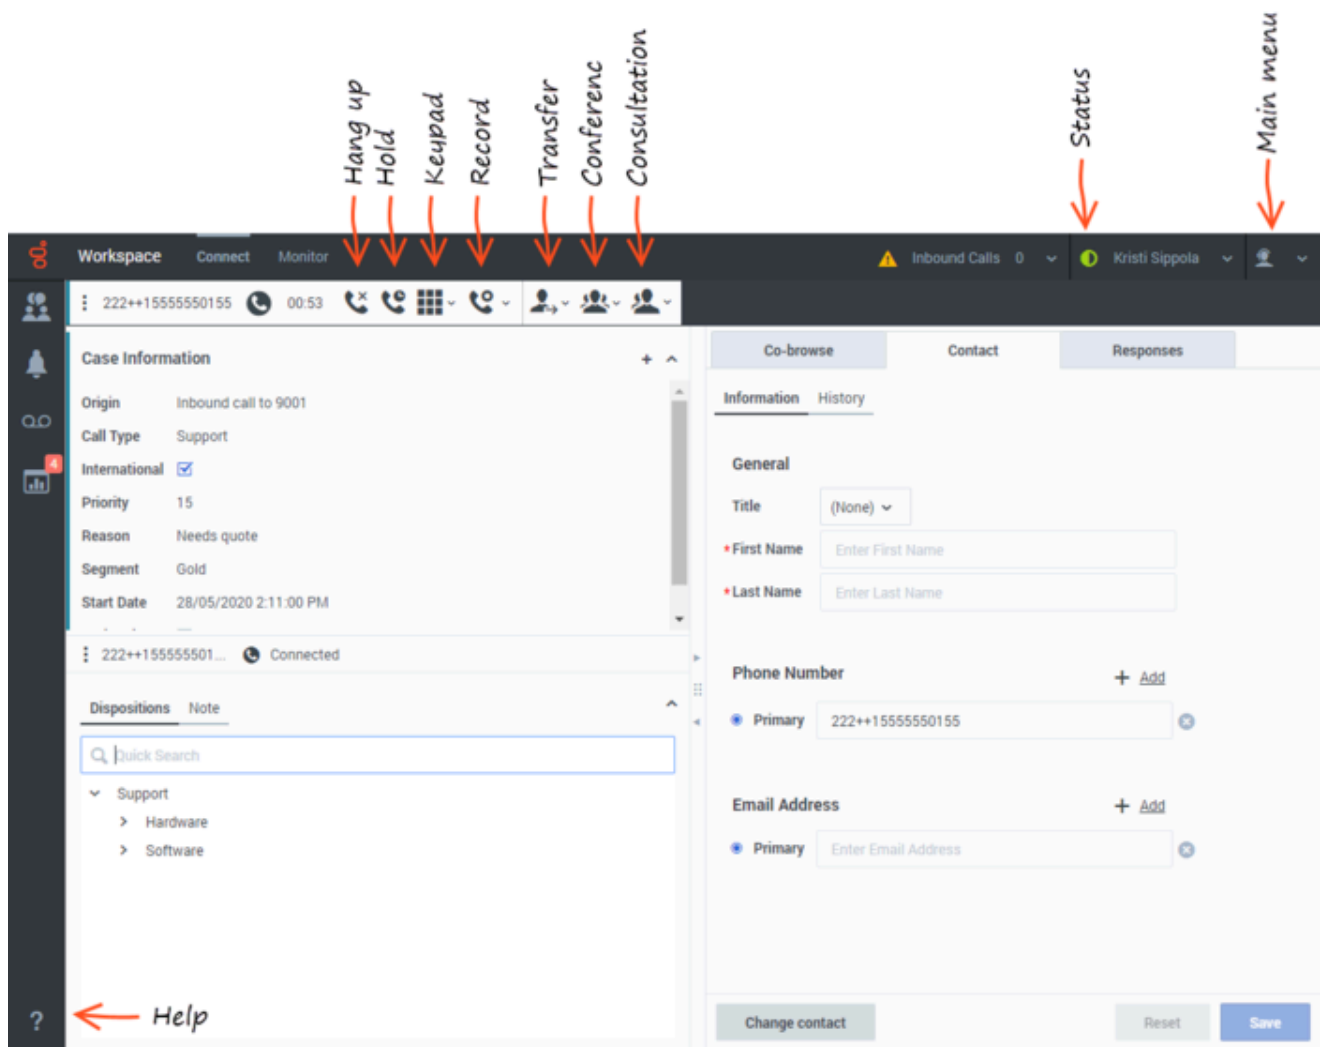 Hang up
Hold
Keypad
Record
Transfer
Conferenc
Consultation
Status
Main menu
Workspace Connect Monitor
Inbound Calls 0
Kristi Sippola
222++15555550155 00:53
Case Information
Origin Inbound call to 9001
Call Type Support
International
Priority 15
Reason Needs quote
Segment Gold
Start Date 28/05/2020 2:11:00 PM
222++155555501... Connected
Dispositions Note
Quick Search
Support
Hardware
Software
4
? Help
Co-browse Contact Responses
Information History
General
Title (None)
*First Name Enter First Name
*Last Name Enter Last Name
Phone Number + Add
Primary 222++15555550155
Email Address + Add
Primary Enter Email Address
Change contact Reset Save